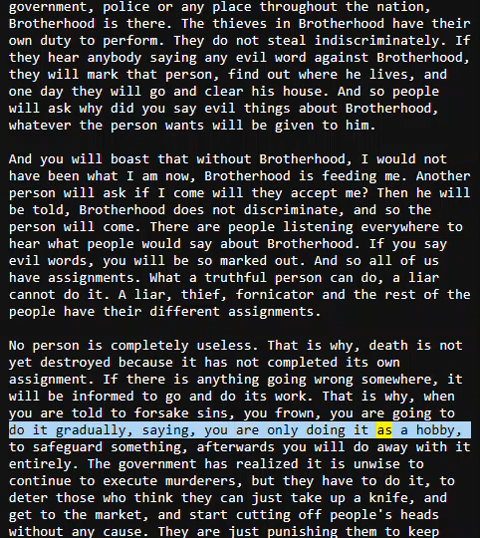 government, police or any place throughout the nation,
Brotherhood is there. The thieves in Brotherhood have their
own duty to perform. They do not steal indiscriminately. If
they hear anybody saying any evil word against Brotherhood,
they will mark that person, find out where he lives, and
one day they will go and clear his house. And so people
will ask why did you say evil things about Brotherhood,
whatever the person wants will be given to him.
And you will boast that without Brotherhood, I would not
have been what I am now, Brotherhood is feeding me. Another
person will ask if I come will they accept me? Then he will
be told, Brotherhood does not discriminate, and so the
person will come. There are people listening everywhere to
hear what people would say about Brotherhood. If you say
evil words, you will be so marked out. And so all of us
have assignments. What a truthful person can do, a liar
cannot do it. A liar, thief, fornicator and the rest of the
people have their different assignments.
No person is completely useless. That is why, death is not
yet destroyed because it has not completed its own
assignment. If there is anything going wrong somewhere, it
will be informed to go and do its work. That is why, when
you are told to forsake sins, you frown, you are going to
do it gradually, saying, you are only doing it as a hobby,
to safeguard something, afterwards you will do away with it
entirely. The government has realized it is unwise to
continue to execute murderers, but they have to do it, to
deter those who think they can just take up a knife, and
get to the market, and start cutting off people's heads
without any cause. They are just punishing them to keep